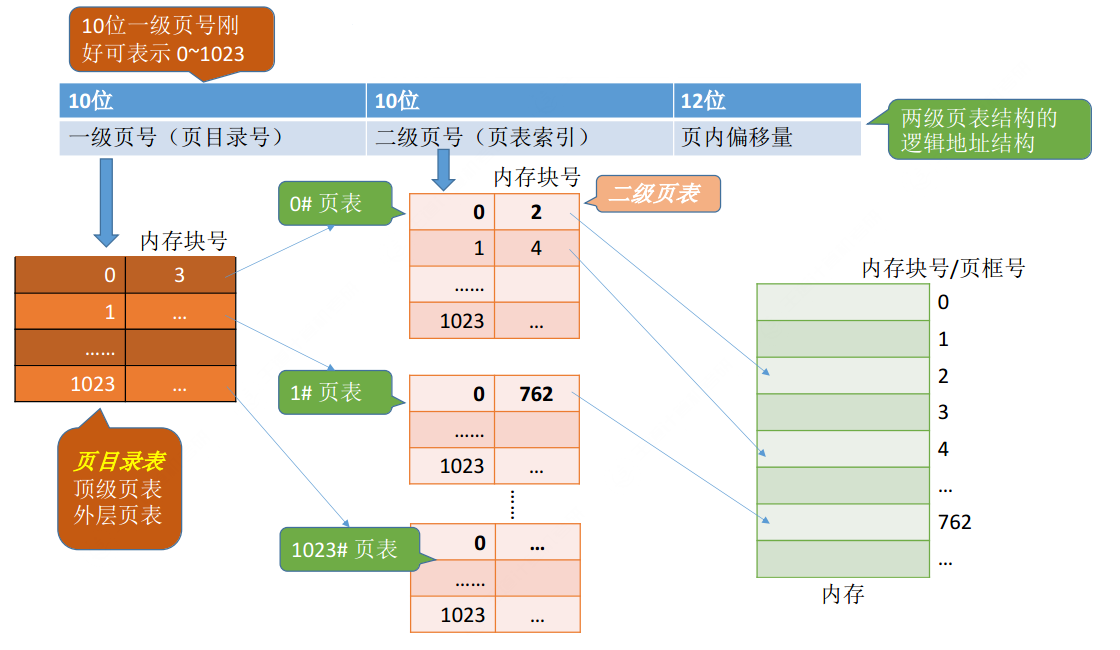 10位一级页号刚
好可表示 0~1023
10位 10位 12位
一级页号（页目录号） 二级页号（页表索引） 页内偏移量
两级页表结构的
逻辑地址结构
内存块号
0 3
1 ...
......
1023 ...
页目录表
顶级页表
外层页表
0# 页表
内存块号
二级页表
0 2
1 4
......
1023 ...
1# 页表
0 762
......
1023 ...
1023# 页表
0 ...
......
1023 ...
内存块号/页框号
0
1
2
3
4
...
762
...
内存